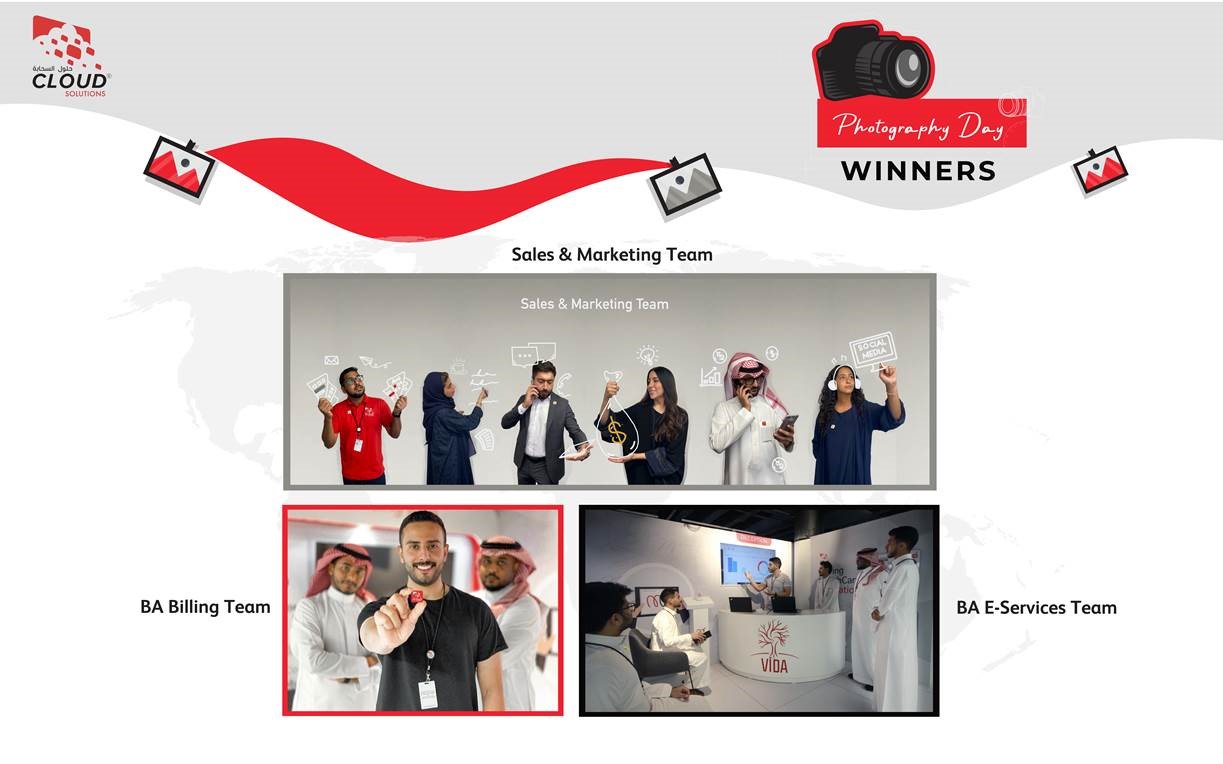 حلول السحابة
CLOUD
SOLUTIONS
Photography Day
WINNERS
Sales & Marketing Team
Sales & Marketing Team
SOCIAL
MEDIA
BA Billing Team
BA E-Services Team
VIDA